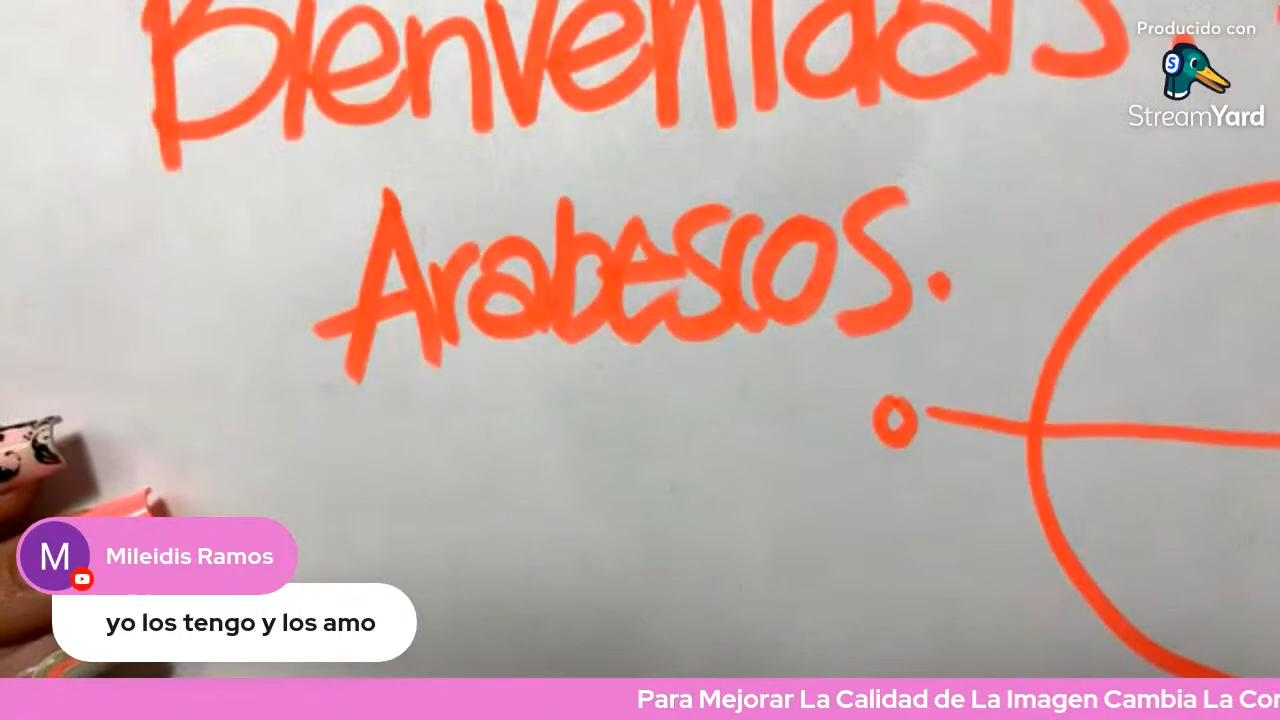 Producido con
StreamYard
Bienvenidas
Arabescos.
M
Mileidis Ramos
yo los tengo y los amo
Para Mejorar La Calidad de La Imagen Cambia La